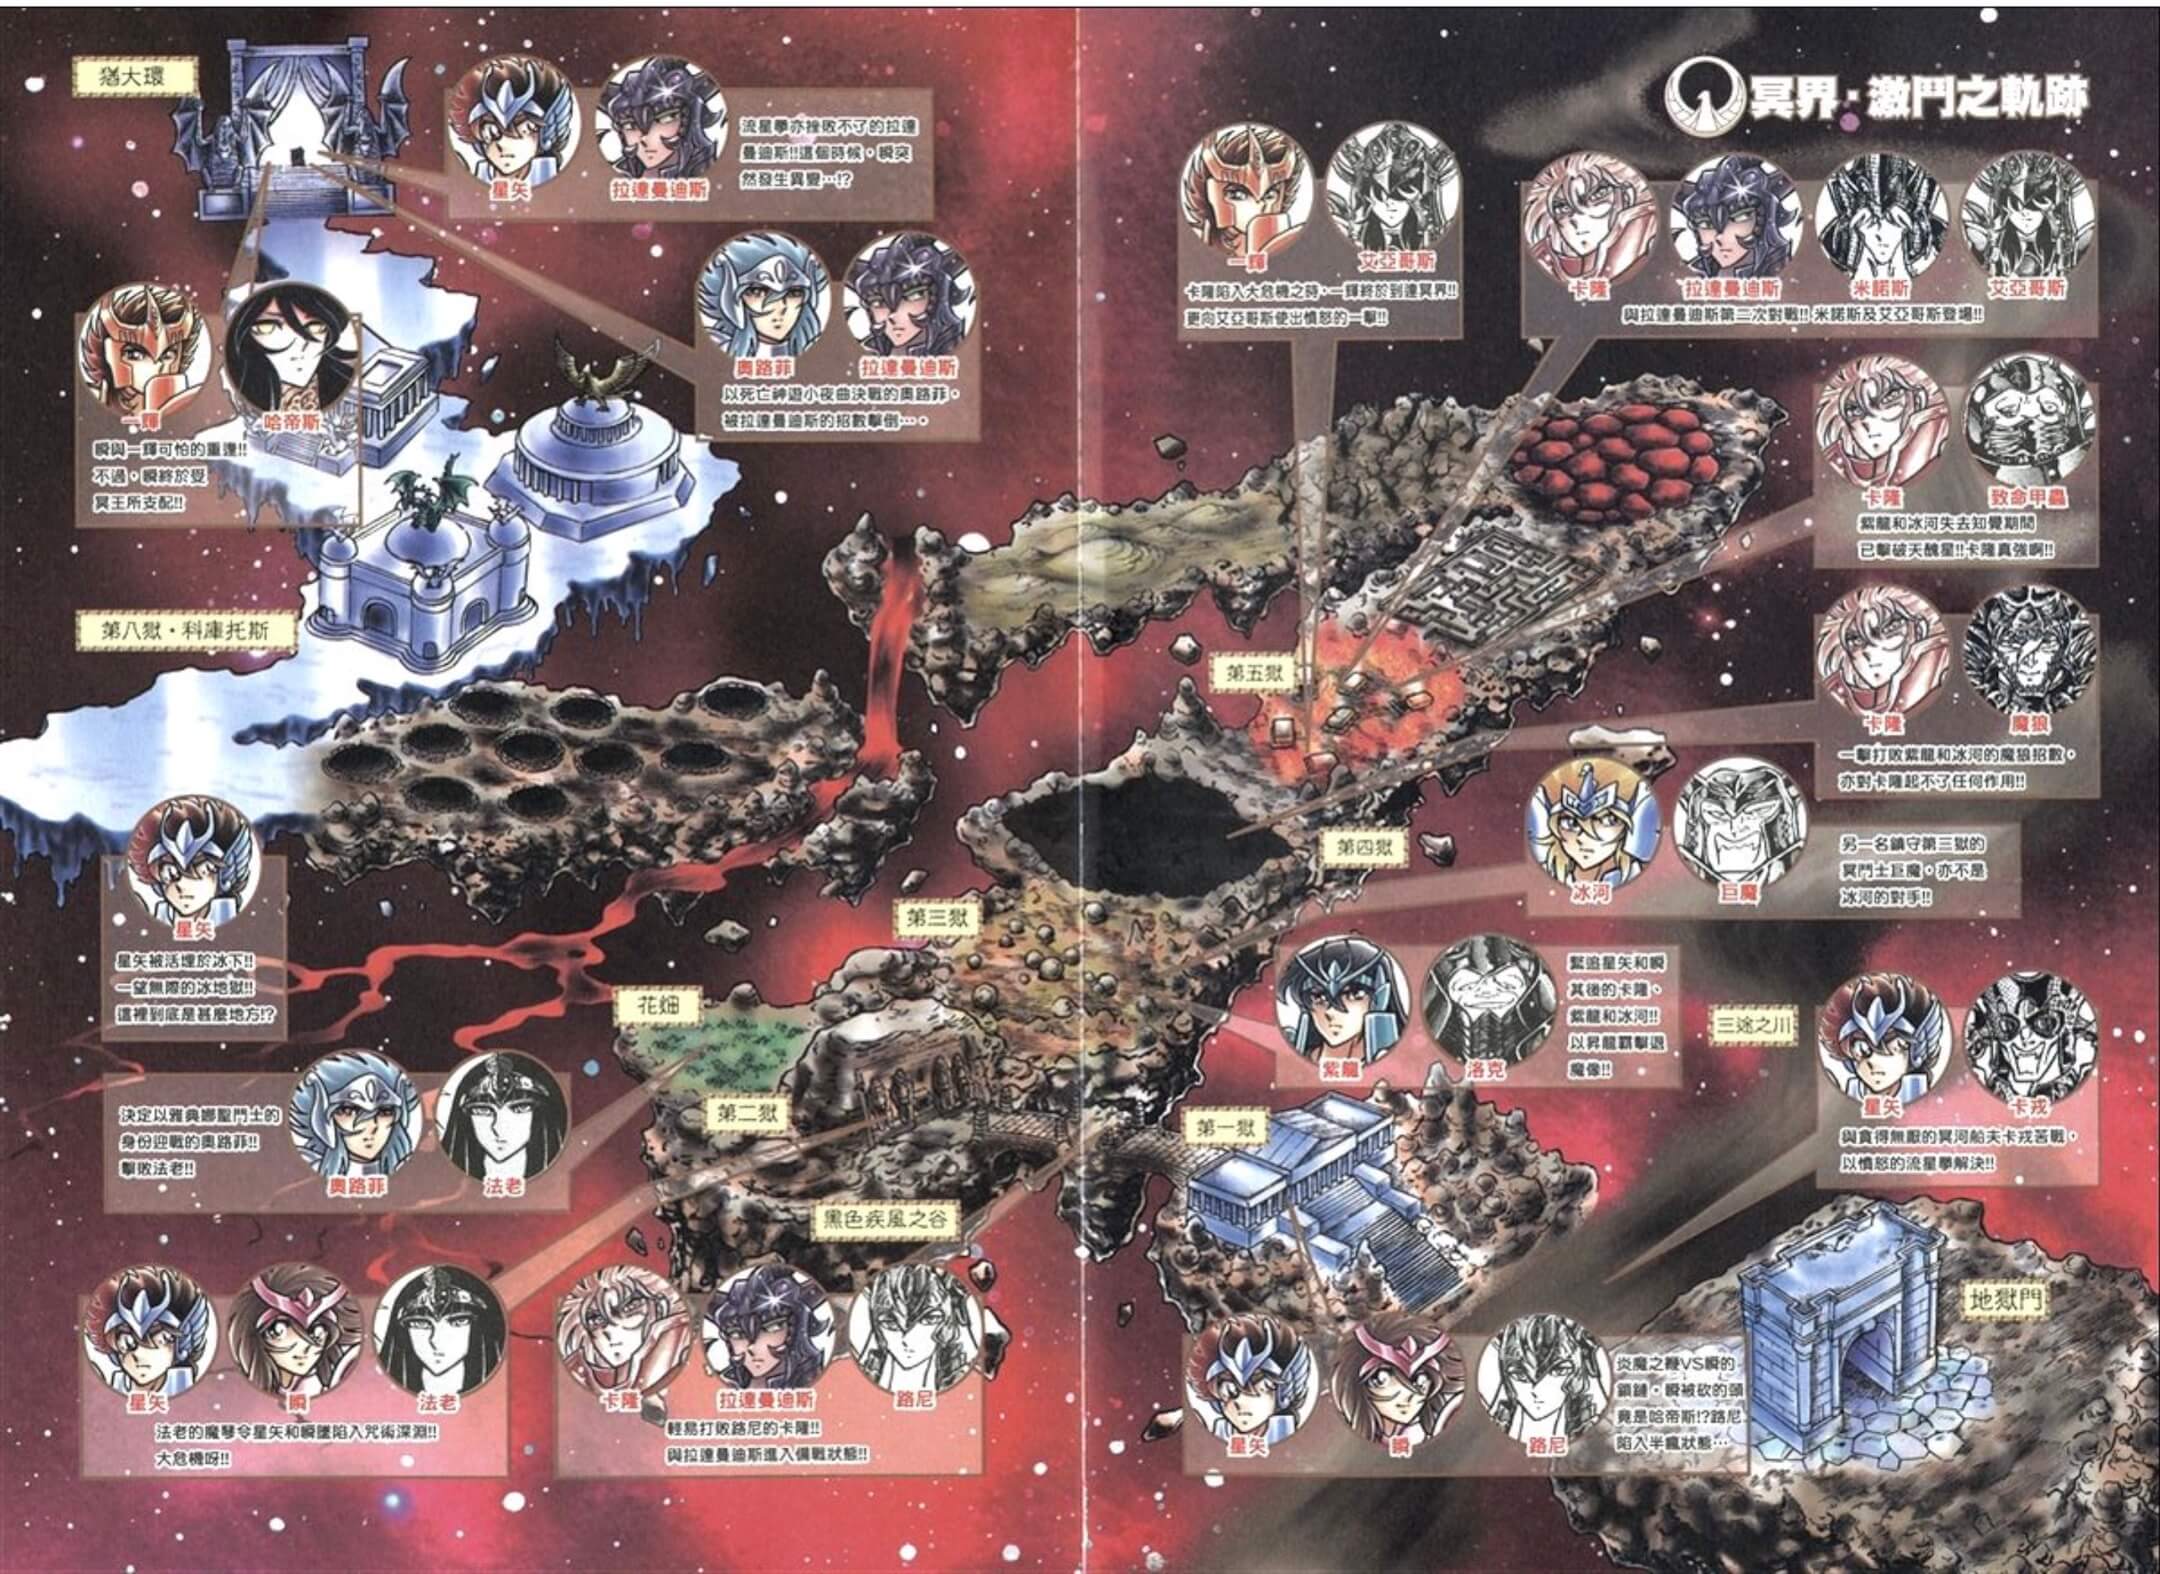 冥界·激鬥之軌跡
猶大環
星矢
拉達曼迪斯
流星拳亦挫敗不了的拉達
曼迪斯!!這個時候，瞬突
然發生異變…!?
奧路菲
拉達曼迪斯
以死亡神遊小夜曲決戰的奧路菲，
被拉達曼迪斯的招數擊倒…。
一輝
哈帝斯
瞬與一輝可怕的重逢!!
不過，瞬終於受
冥王所支配!!
第八獄·科庫托斯
星矢
星矢被活埋於冰下!!
一望無際的冰地獄!!
這裡到底是甚麼地方!?
花畑
第二獄
第三獄
黑色疾風之谷
決定以雅典娜聖鬥士的
身份迎戰的奧路菲!!
擊敗法老!!
奧路菲
法老
星矢
瞬
法老
法老的魔琴令星矢和瞬墮陷入咒術深淵!!
大危機呀!!
卡隆
拉達曼迪斯
路尼
輕易打敗路尼的卡隆!!
與拉達曼迪斯進入備戰狀態!!
一輝
艾亞哥斯
卡隆陷入大危機之時，一輝終於到達冥界!!
更向艾亞哥斯使出憤怒的一擊!!
卡隆
拉達曼迪斯
米諾斯
艾亞哥斯
與拉達曼迪斯第二次對戰!!米諾斯及艾亞哥斯登場!!
卡隆
致命甲蟲
紫龍和冰河失去知覺期間
已擊破天醜星!!卡隆真強啊!!
第五獄
卡隆
魔狼
一擊打敗紫龍和冰河的魔狼招數，
亦對卡隆起不了任何作用!!
第四獄
冰河
巨魔
另一名鎮守第三獄的
冥鬥士巨魔，亦不是
冰河的對手!!
紫龍
洛克
緊追星矢和瞬
其後的卡隆、
紫龍和冰河!!
以昇龍霸擊退
魔像!!
三途之川
星矢
卡戎
與貪得無厭的冥河船夫卡戎苦戰，
以憤怒的流星拳解決!!
第一獄
地獄門
星矢
瞬
路尼
炎魔之鞭VS瞬的
鎖鏈，瞬被砍的頭
竟是哈帝斯!?路尼
陷入半瘋狀態…